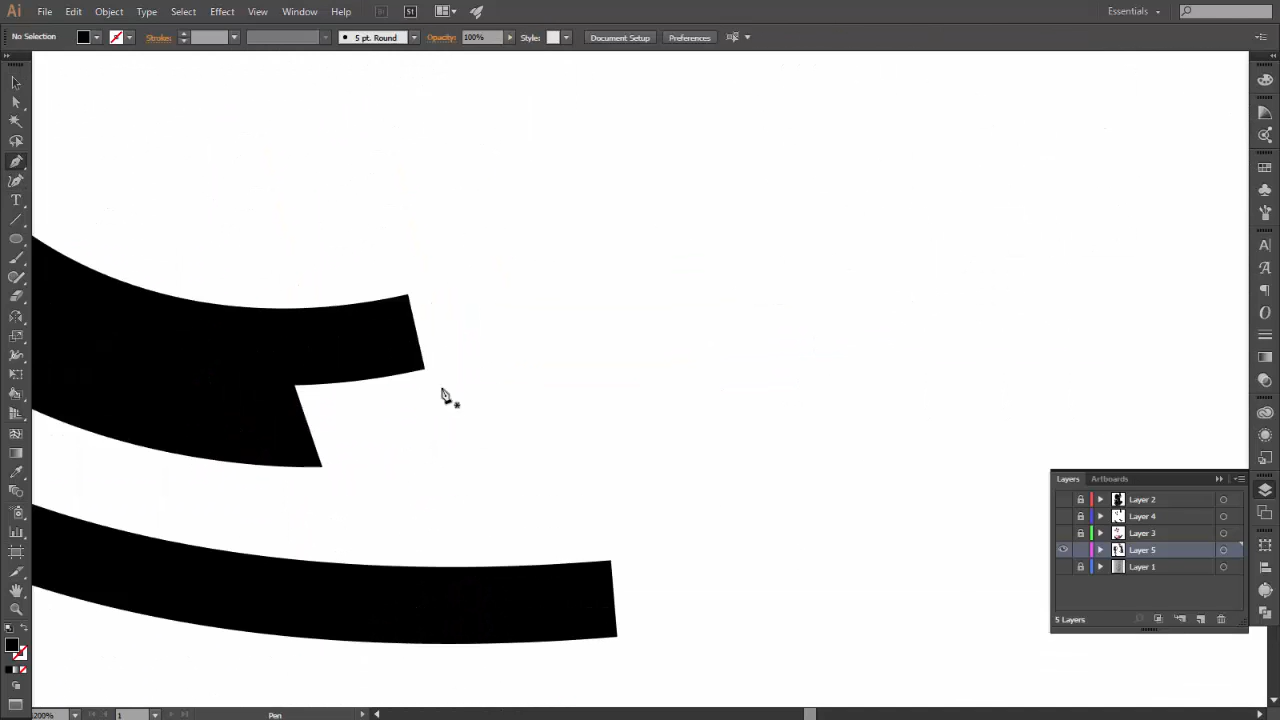 Ai File Edit Object Type Select Effect View Window Help Br St Essentials
No Selection Stroke: 5 pt. Round Opacity: 100% Style: Document Setup Preferences
Layers Artboards
Layer 2
Layer 4
Layer 3
Layer 5
Layer 1
5 Layers
200% 1 Pen